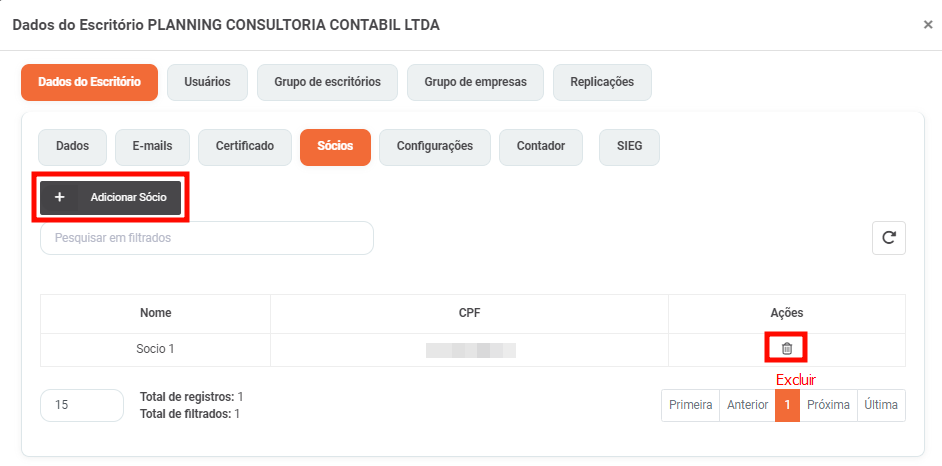 Dados do Escritório PLANNING CONSULTORIA CONTABIL LTDA ×
Dados do Escritório Usuários Grupo de escritórios Grupo de empresas Replicações
Dados E-mails Certificado Sócios Configurações Contador SIEG
+ Adicionar Sócio
Pesquisar em filtrados
Nome CPF Ações
Socio 1
Excluir
15 Total de registros: 1
Total de filtrados: 1
Primeira Anterior 1 Próxima Última